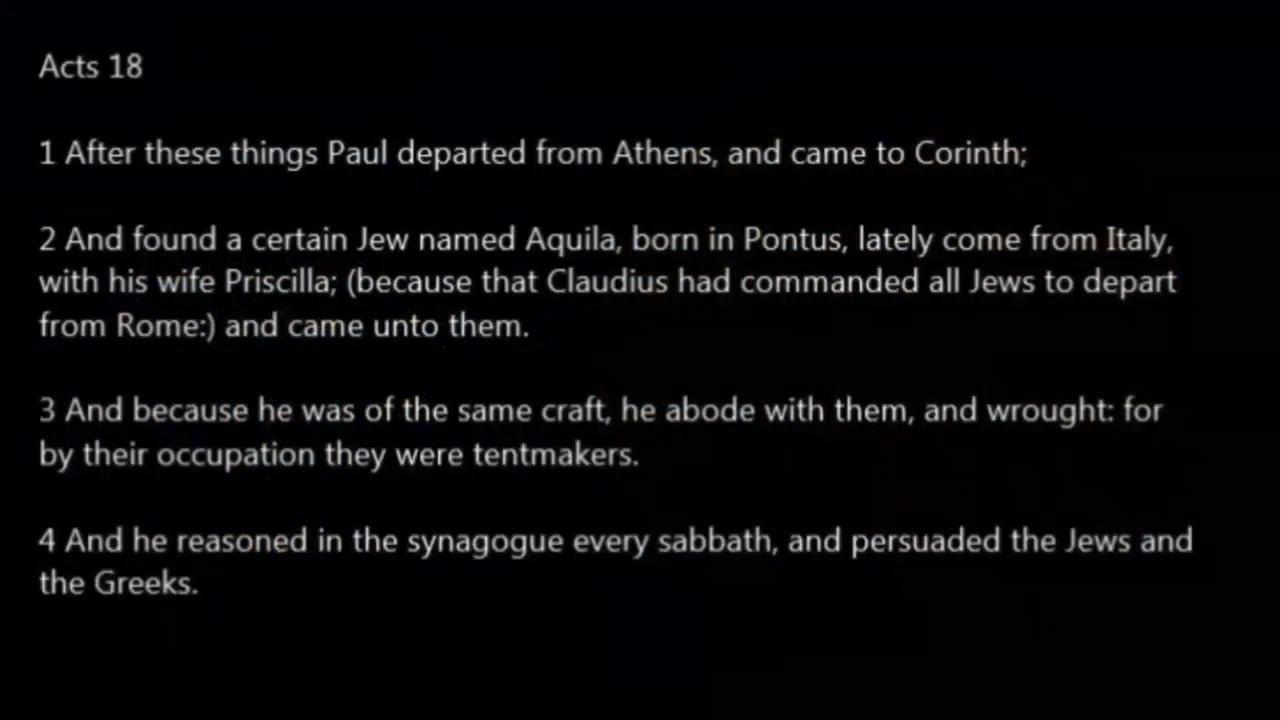 Acts 18
1 After these things Paul departed from Athens, and came to Corinth;
2 And found a certain Jew named Aquila, born in Pontus, lately come from Italy,
with his wife Priscilla; (because that Claudius had commanded all Jews to depart
from Rome:) and came unto them.
3 And because he was of the same craft, he abode with them, and wrought: for
by their occupation they were tentmakers.
4 And he reasoned in the synagogue every sabbath, and persuaded the Jews and
the Greeks.